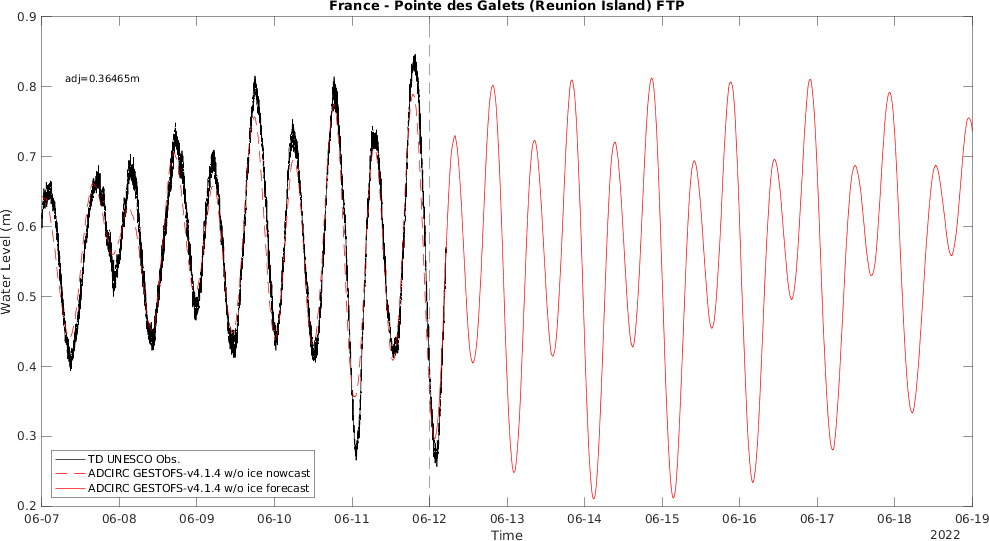 France - Pointe des Galets (Reunion Island) FTP
0.9
0.8
0.7
0.6
0.5
0.4
0.3
0.2
Water Level (m)
adj=0.36465m
TD UNESCO Obs.
ADCIRC GESTOFS-v4.1.4 w/o ice nowcast
ADCIRC GESTOFS-v4.1.4 w/o ice forecast
06-07 06-08 06-09 06-10 06-11 06-12 06-13 06-14 06-15 06-16 06-17 06-18 06-19
Time
2022